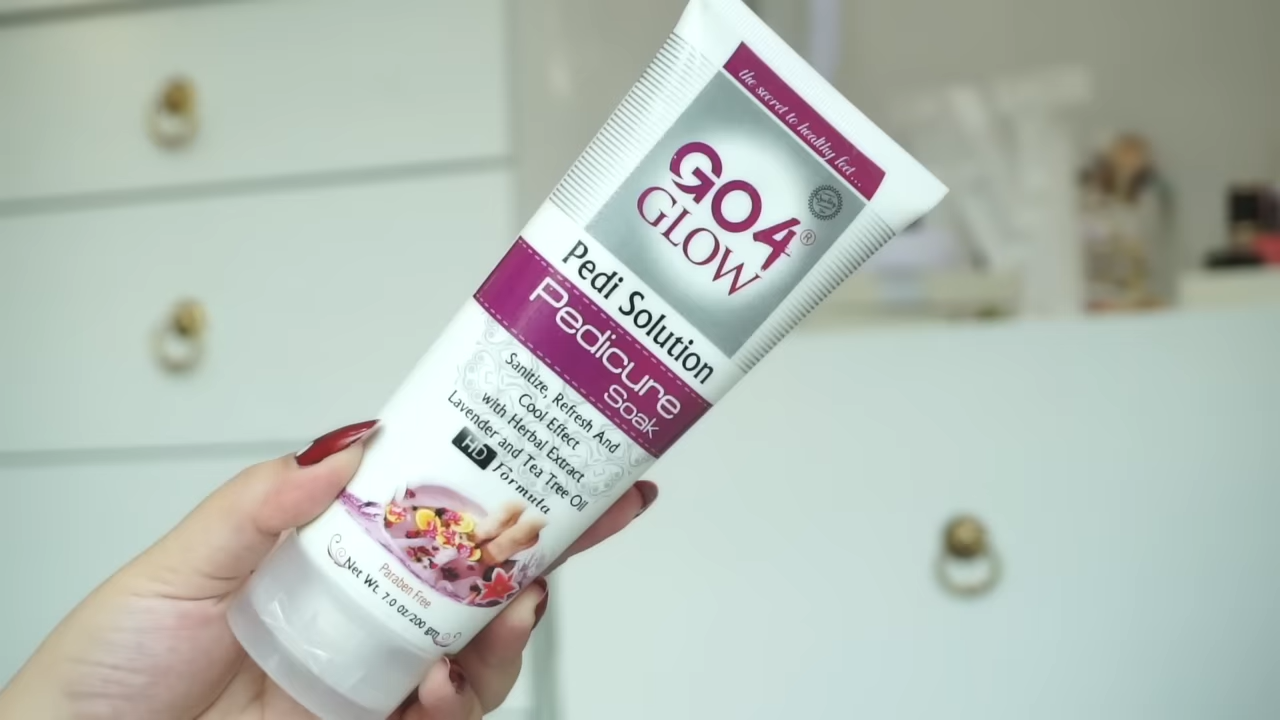 the secret to healthy feet...
GO4®
GLOW
Pedi Solution
Pedicure
Soak
Sanitize, Refresh And
Cool Effect
with Herbal Extract
Lavender and Tea Tree Oil
HD Formula
Paraben Free
Net Wt. 7.0 oz/200 gm